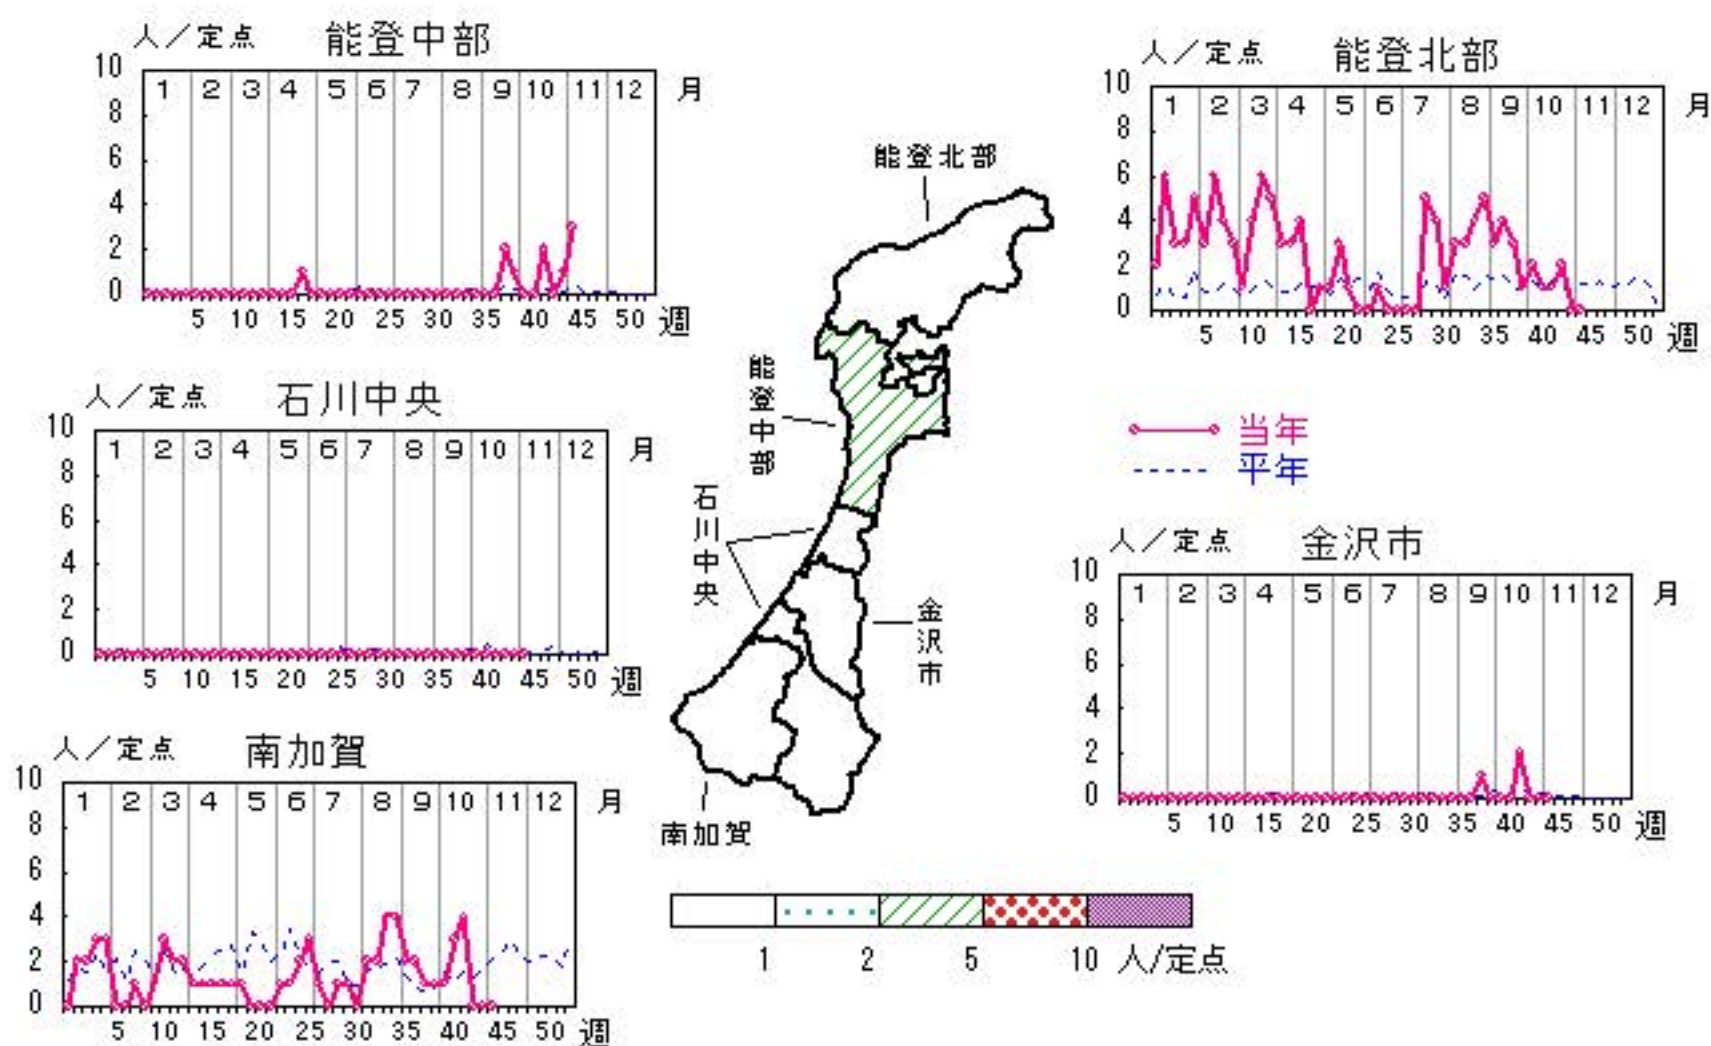 人／定点 能登中部
10 8 6 4 2 0
1 2 3 4 5 6 7 8 9 10 11 12 月
5 10 15 20 25 30 35 40 45 50 週
人／定点 能登北部
10 8 6 4 2 0
1 2 3 4 5 6 7 8 9 10 11 12 月
5 10 15 20 25 30 35 40 45 50 週
能登北部
能登中部
石川中央
金沢市
南加賀
人／定点 石川中央
10 8 6 4 2 0
1 2 3 4 5 6 7 8 9 10 11 12 月
5 10 15 20 25 30 35 40 45 50 週
当年
平年
人／定点 金沢市
10 8 6 4 2 0
1 2 3 4 5 6 7 8 9 10 11 12 月
5 10 15 20 25 30 35 40 45 50 週
人／定点 南加賀
10 8 6 4 2 0
1 2 3 4 5 6 7 8 9 10 11 12 月
5 10 15 20 25 30 35 40 45 50 週
1 2 5 10 人/定点